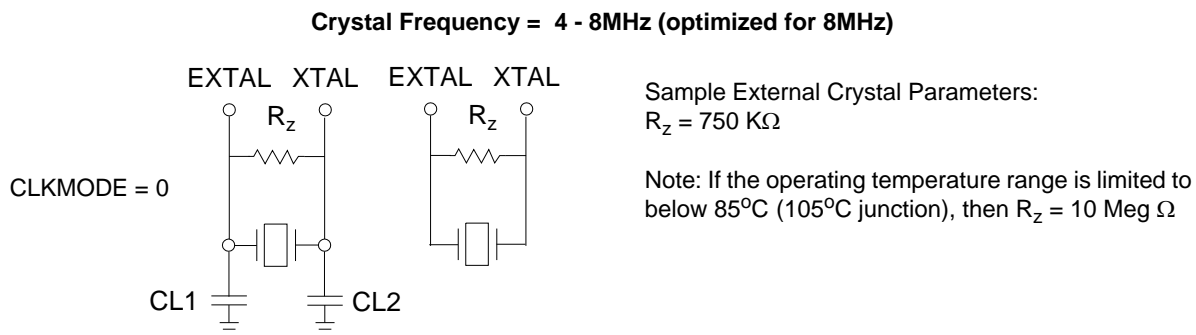 Crystal Frequency = 4 - 8MHz (optimized for 8MHz)
EXTAL XTAL EXTAL XTAL
Rz Rz
CLKMODE = 0
CL1 CL2
Sample External Crystal Parameters:
Rz = 750 KΩ
Note: If the operating temperature range is limited to
below 85°C (105°C junction), then Rz = 10 Meg Ω